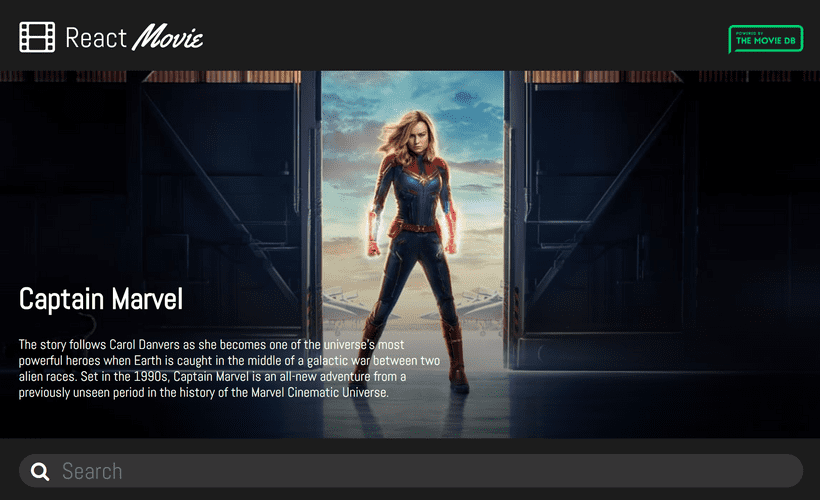 React Movie
POWERED BY
THE MOVIE DB
Captain Marvel
The story follows Carol Danvers as she becomes one of the universe's most
powerful heroes when Earth is caught in the middle of a galactic war between two
alien races. Set in the 1990s, Captain Marvel is an all-new adventure from a
previously unseen period in the history of the Marvel Cinematic Universe.
Search